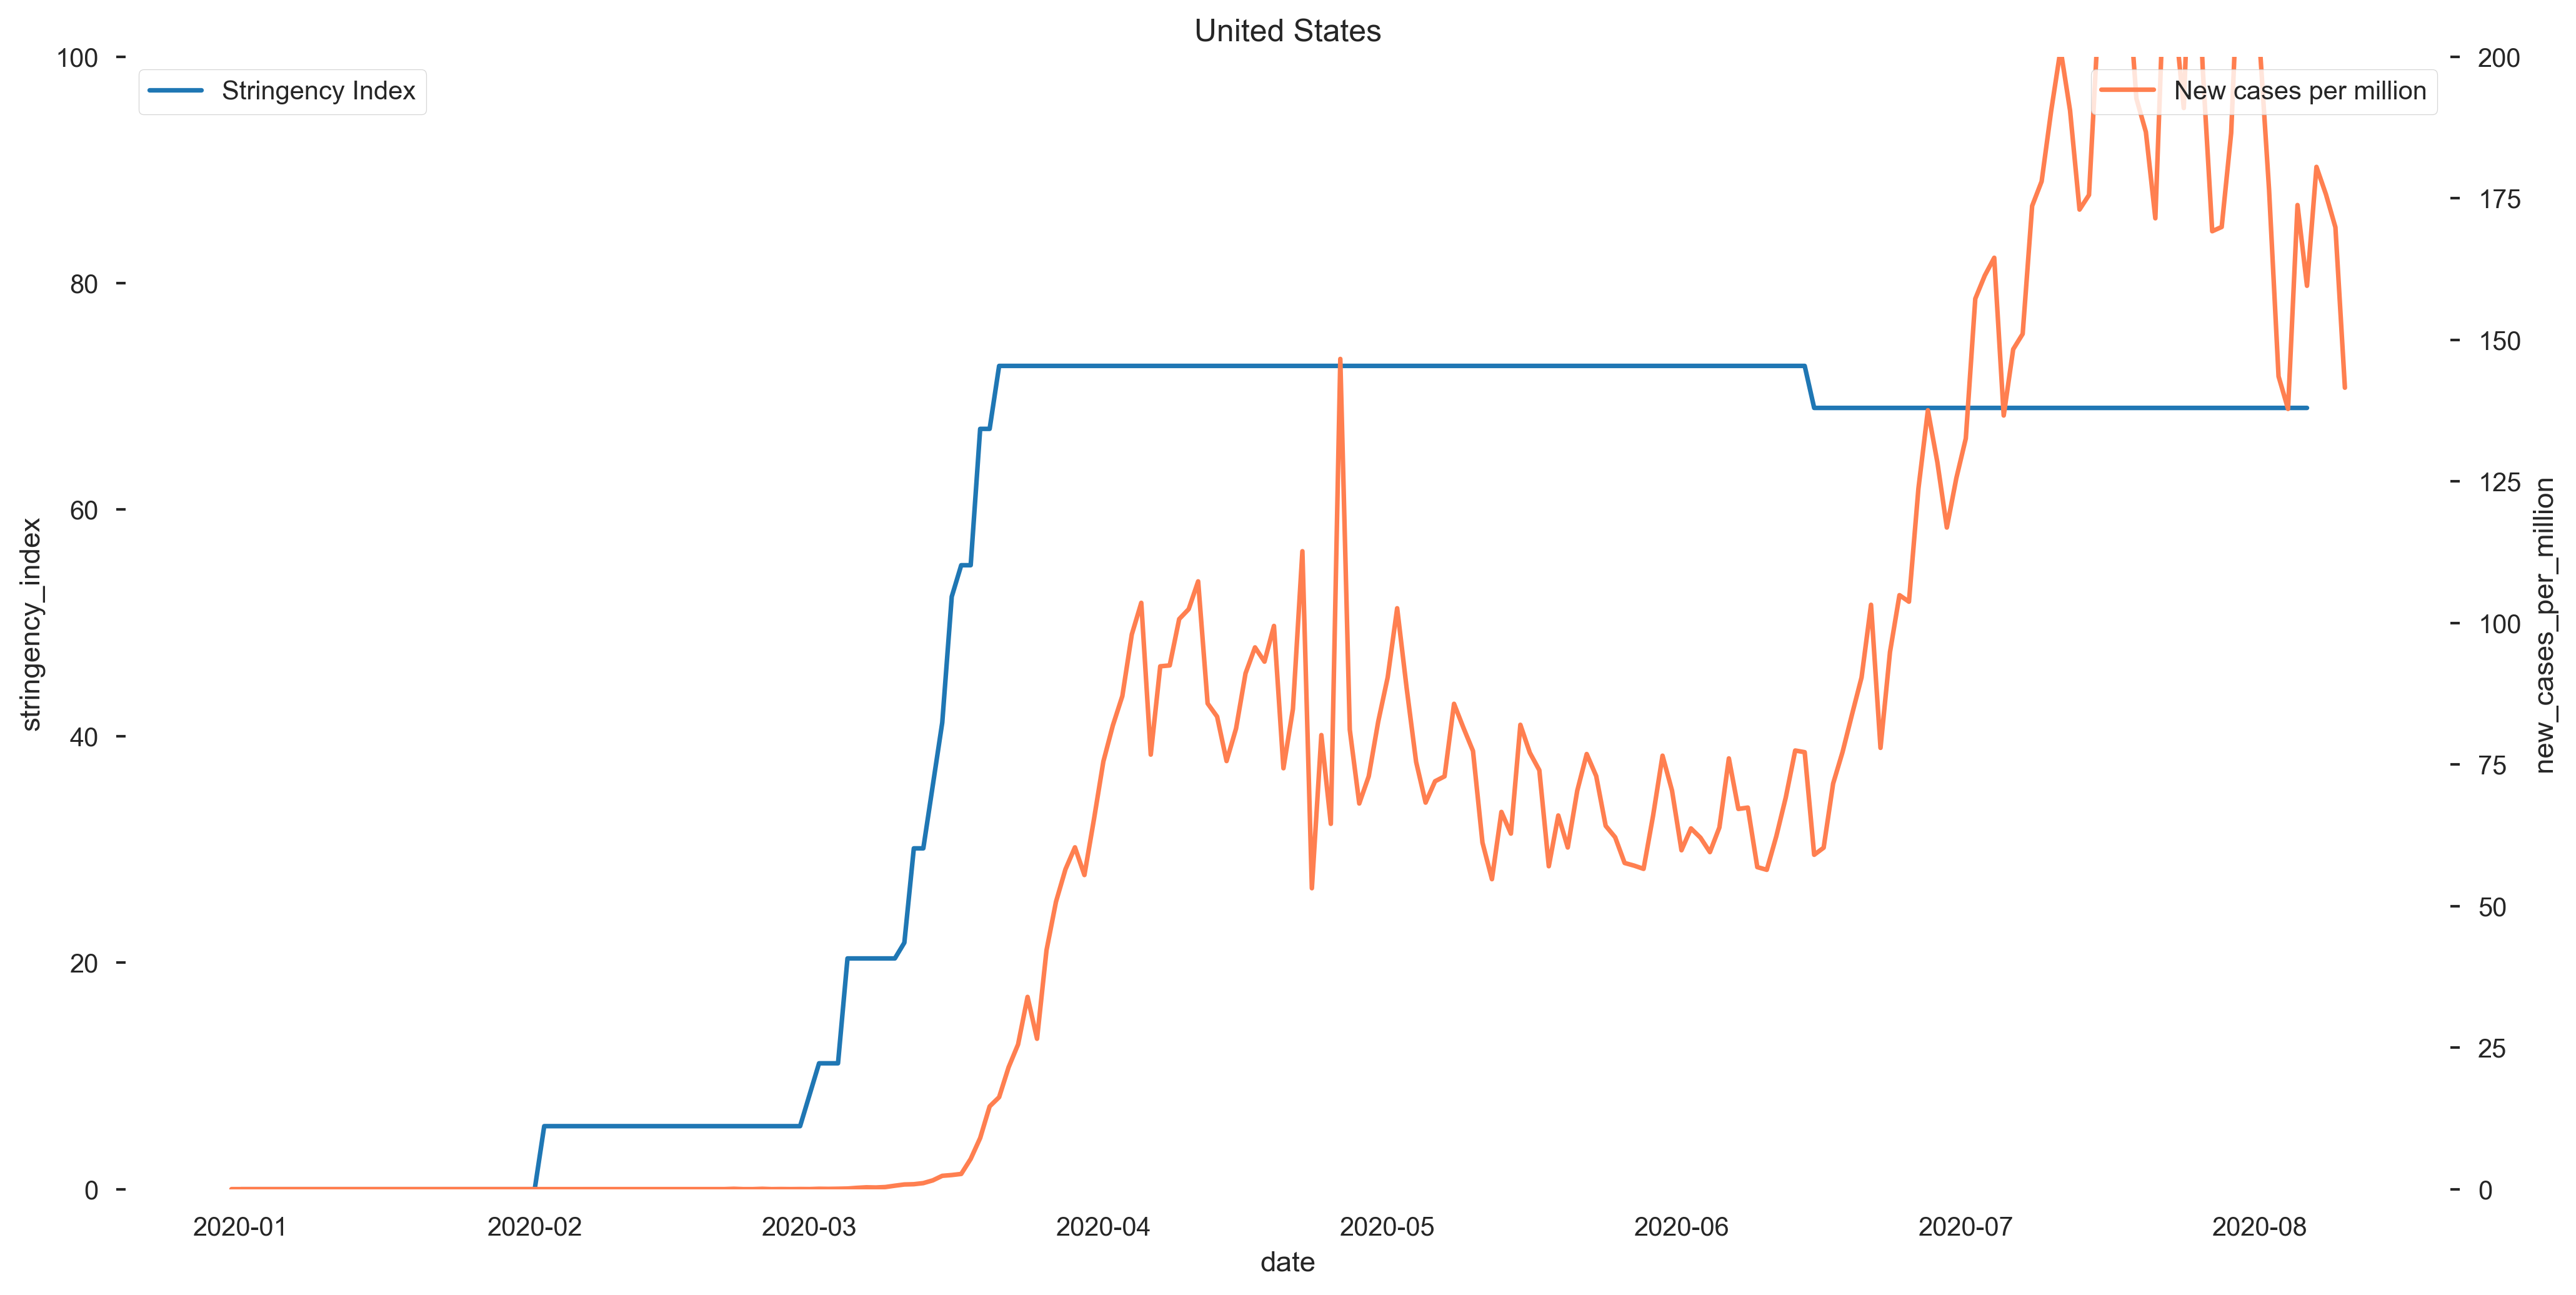 United States
Stringency Index
New cases per million
100
80
60
40
20
0
stringency_index
200
175
150
125
100
75
50
25
0
new_cases_per_million
2020-01 2020-02 2020-03 2020-04 2020-05 2020-06 2020-07 2020-08
date